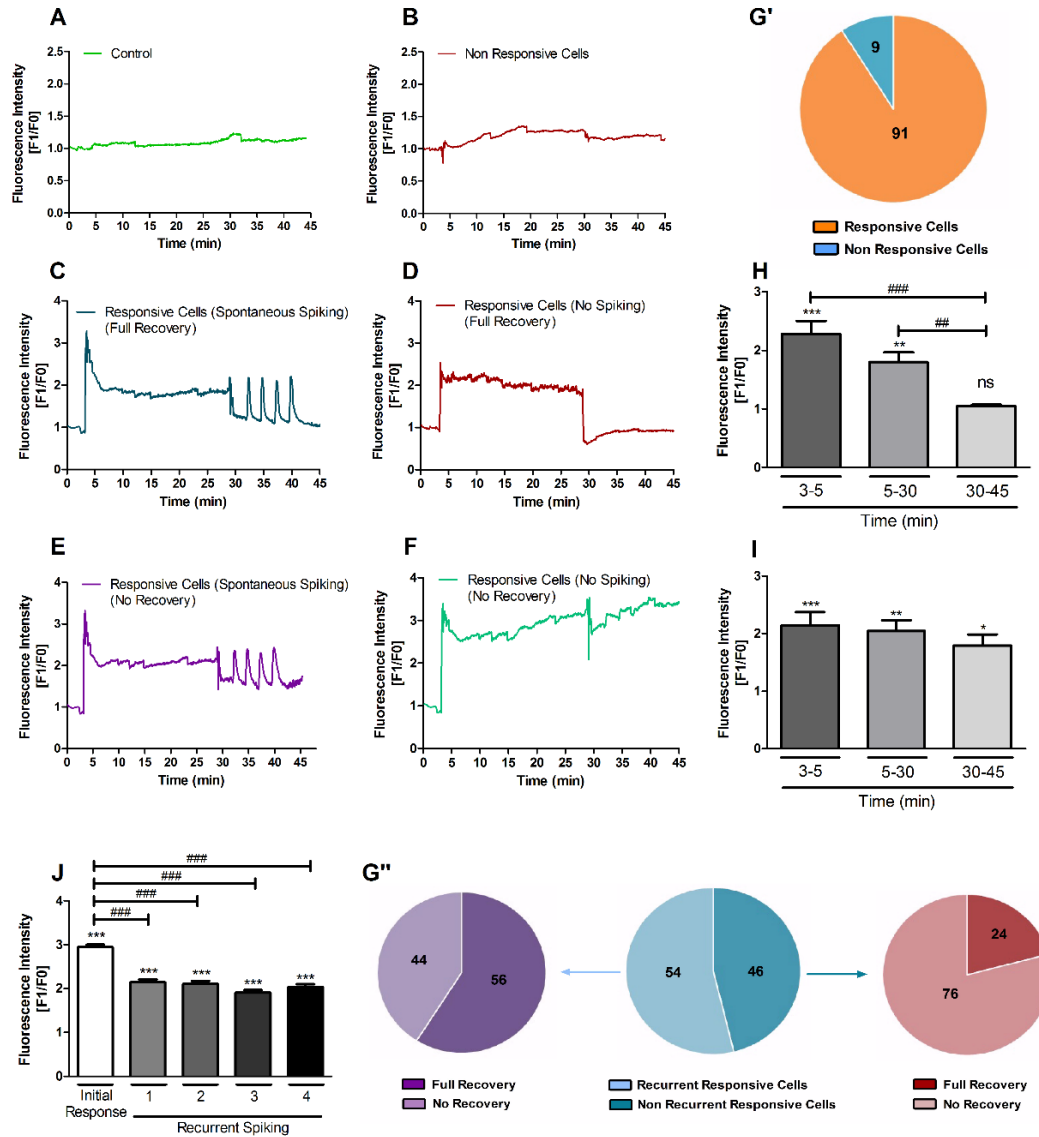 A
Fluorescence Intensity
[F1/F0]
2.5
2.0
1.5
1.0
0.5
0.0
Control
0 5 10 15 20 25 30 35 40 45
Time (min)
B
Fluorescence Intensity
[F1/F0]
2.5
2.0
1.5
1.0
0.5
0.0
Non Responsive Cells
0 5 10 15 20 25 30 35 40 45
Time (min)
G'
9
91
Responsive Cells
Non Responsive Cells
C
Fluorescence Intensity
[F1/F0]
4
3
2
1
0
Responsive Cells (Spontaneous Spiking)
(Full Recovery)
0 5 10 15 20 25 30 35 40 45
Time (min)
D
Fluorescence Intensity
[F1/F0]
4
3
2
1
0
Responsive Cells (No Spiking)
(Full Recovery)
0 5 10 15 20 25 30 35 40 45
Time (min)
H
Fluorescence Intensity
[F1/F0]
3
2
1
0
###
##
***
**
ns
3-5 5-30 30-45
Time (min)
E
Fluorescence Intensity
[F1/F0]
4
3
2
1
0
Responsive Cells (Spontaneous Spiking)
(No Recovery)
0 5 10 15 20 25 30 35 40 45
Time (min)
F
Fluorescence Intensity
[F1/F0]
4
3
2
1
0
Responsive Cells (No Spiking)
(No Recovery)
0 5 10 15 20 25 30 35 40 45
Time (min)
I
Fluorescence Intensity
[F1/F0]
3
2
1
0
***
**
*
3-5 5-30 30-45
Time (min)
J
Fluorescence Intensity
[F1/F0]
4
3
2
1
0
###
###
###
###
***
***
***
***
***
Initial
Response
1 2 3 4
Recurrent Spiking
G"
44
56
Full Recovery
No Recovery
54
46
Recurrent Responsive Cells
Non Recurrent Responsive Cells
24
76
Full Recovery
No Recovery